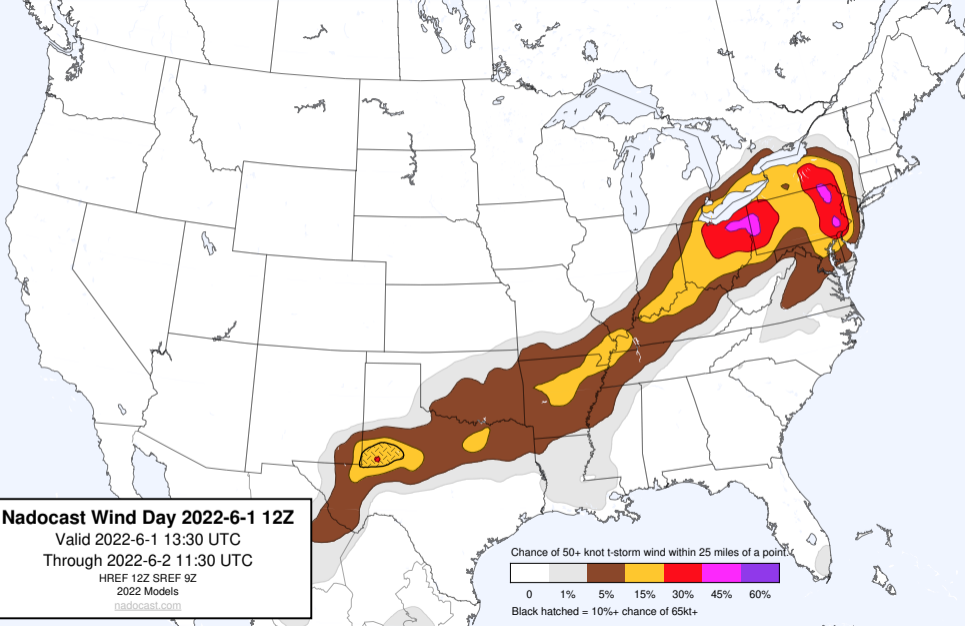 Nadocast Wind Day 2022-6-1 12Z
Valid 2022-6-1 13:30 UTC
Through 2022-6-2 11:30 UTC
HREF 12Z SREF 9Z
2022 Models
nadocast.com
Chance of 50+ knot t-storm wind within 25 miles of a point.
0 1% 5% 15% 30% 45% 60%
Black hatched = 10%+ chance of 65kt+